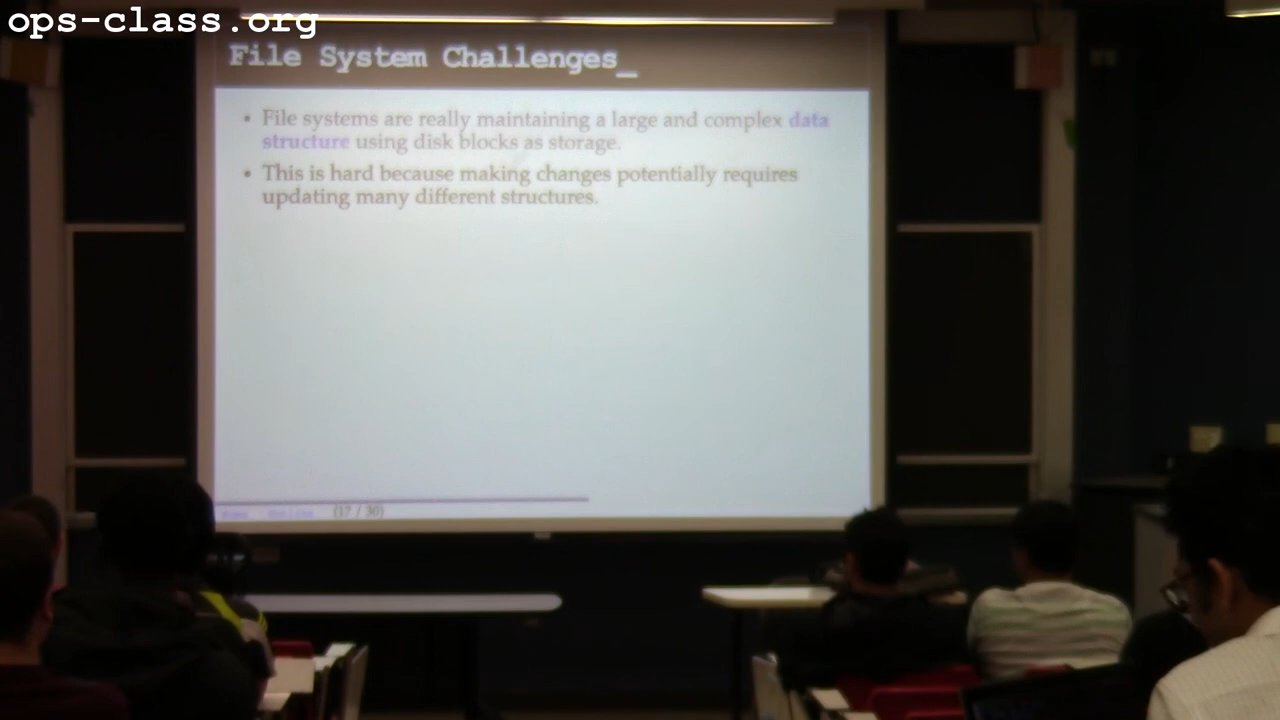 ops-class.org
File System Challenges_
• File systems are really maintaining a large and complex data
structure using disk blocks as storage.
• This is hard because making changes potentially requires
updating many different structures.
(17 / 30)